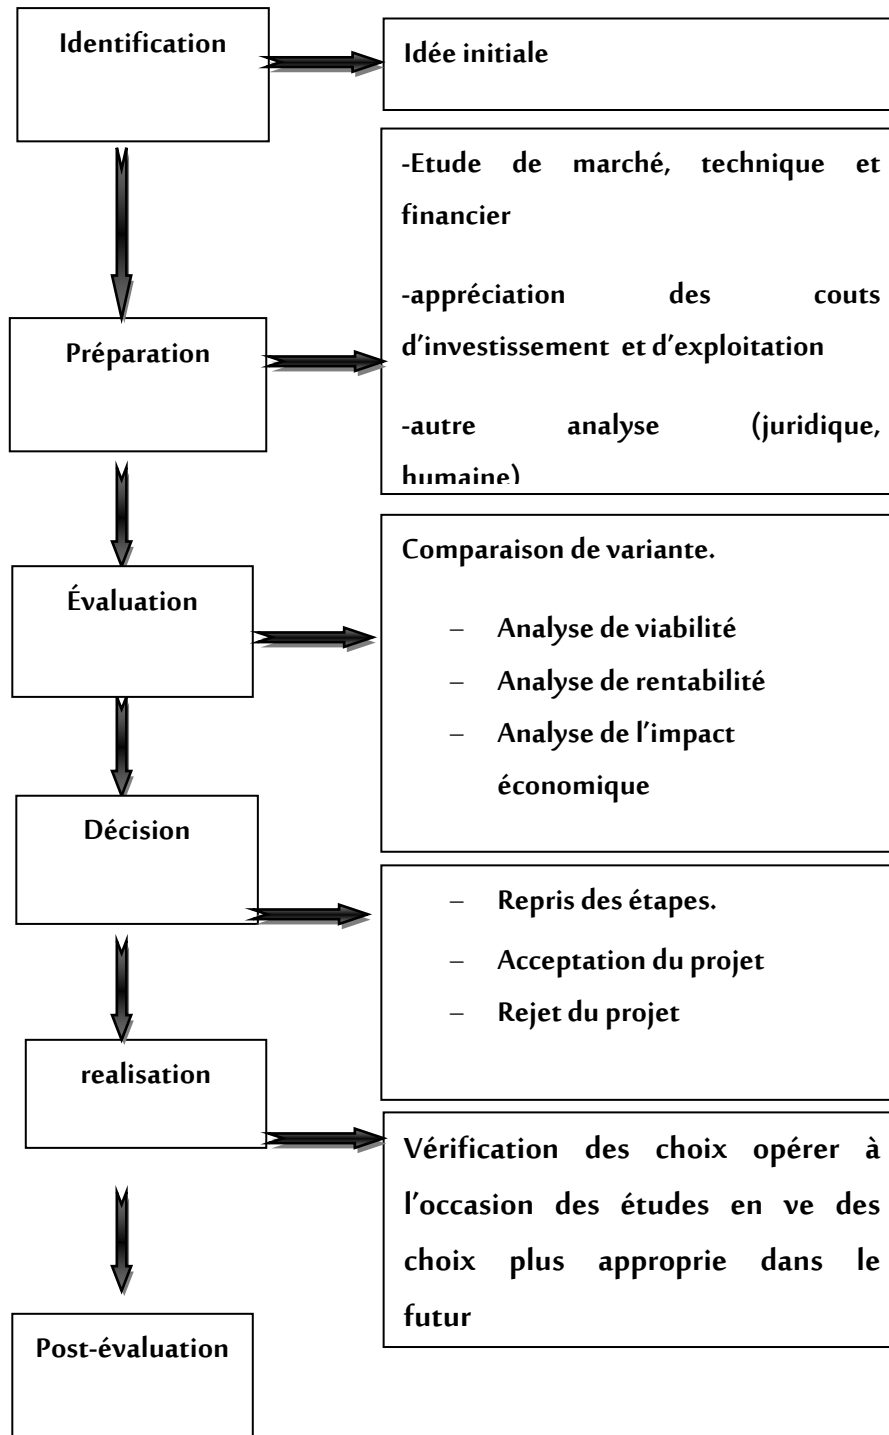 Identification
Idée initiale
-Etude de marché, technique et
financier
-appréciation des couts
d'investissement et d'exploitation
-autre analyse (juridique,
humaine)
Préparation
Évaluation
Comparaison de variante.
– Analyse de viabilité
– Analyse de rentabilité
– Analyse de l'impact
économique
Décision
– Repris des étapes.
– Acceptation du projet
– Rejet du projet
realisation
Vérification des choix opérer à
l'occasion des études en ve des
choix plus approprie dans le
futur
Post-évaluation